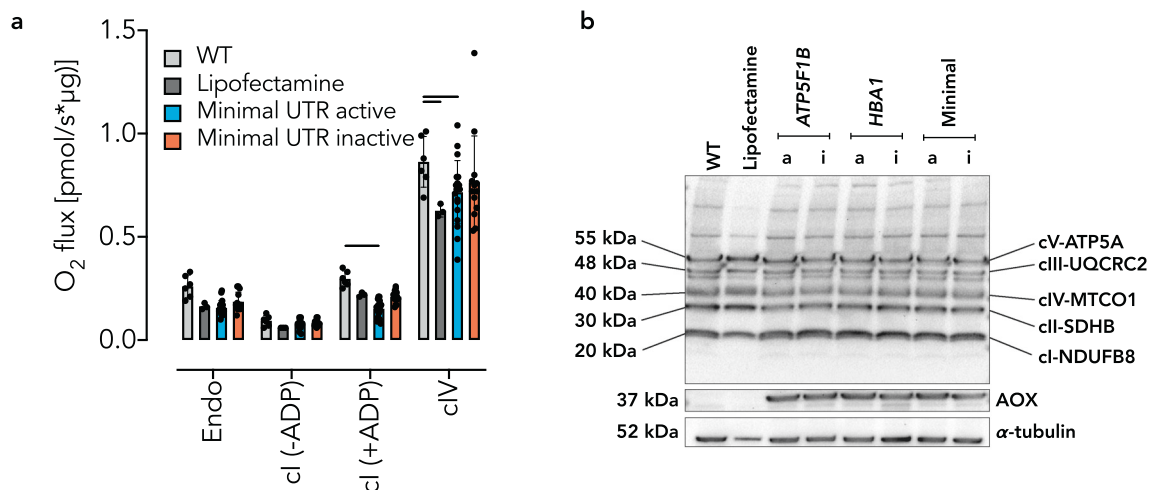 a
O2 flux [pmol/s*µg)]
1.5
1.0
0.5
0.0
WT
Lipofectamine
Minimal UTR active
Minimal UTR inactive
Endo
cI (-ADP)
cI (+ADP)
cIV
b
WT
Lipofectamine
ATP5F1B
HBA1
Minimal
a i a i a i
55 kDa
48 kDa
40 kDa
30 kDa
20 kDa
cV-ATP5A
cIII-UQCRC2
cIV-MTCO1
cII-SDHB
cI-NDUFB8
37 kDa AOX
52 kDa α-tubulin